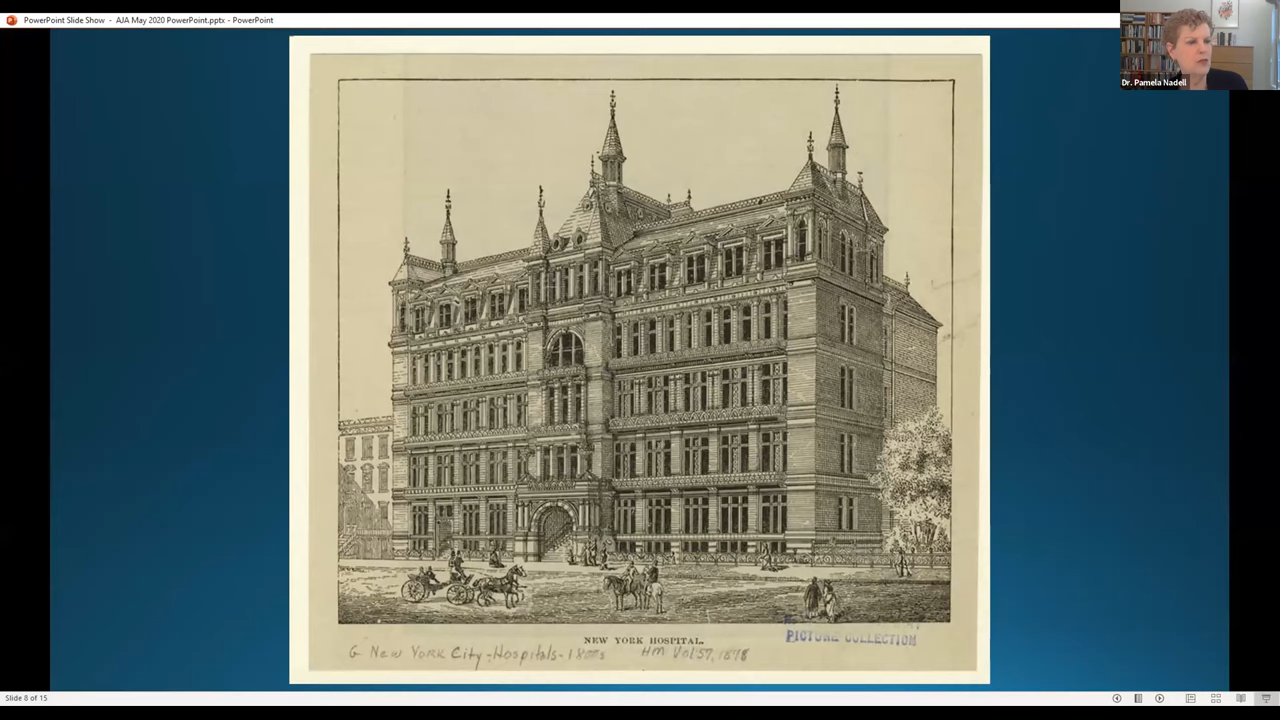 PowerPoint Slide Show - AJA May 2020 PowerPoint.pptx - PowerPoint
Dr. Pamela Nadell
NEW YORK HOSPITAL.
PICTURE COLLECTION
G New York City-Hospitals-1800s HM Vol 57, 1878
Slide 8 of 15